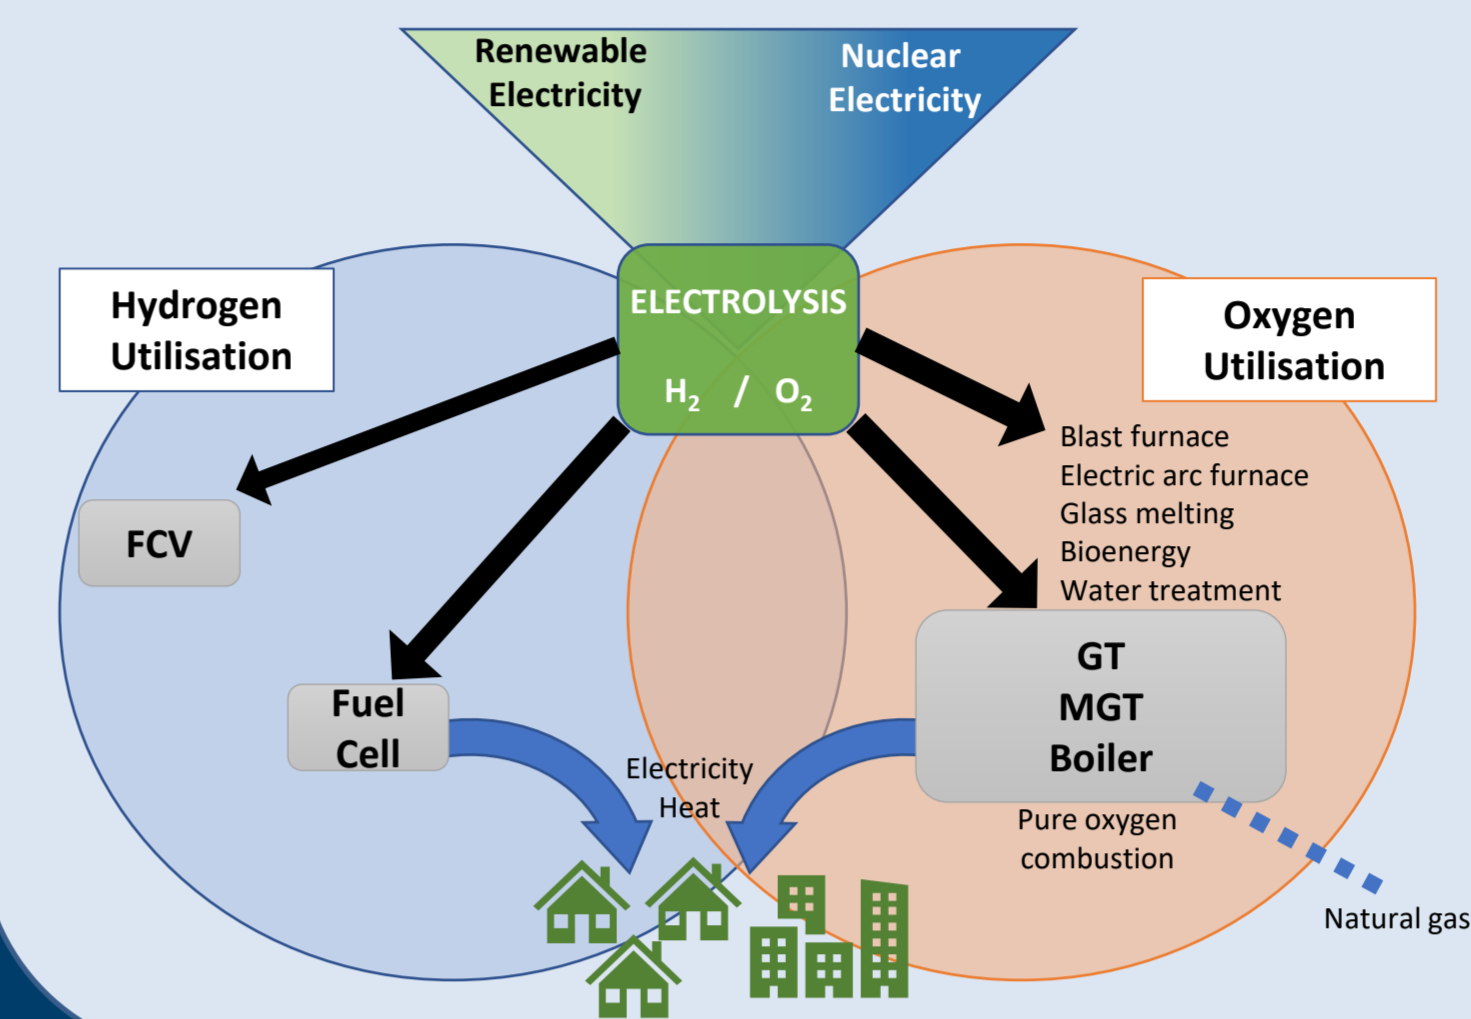 Renewable
Electricity
Nuclear
Electricity
Hydrogen
Utilisation
ELECTROLYSIS
H₂ / O₂
Oxygen
Utilisation
Blast furnace
Electric arc furnace
Glass melting
Bioenergy
Water treatment
FCV
Fuel
Cell
GT
MGT
Boiler
Electricity
Heat
Pure oxygen
combustion
Natural gas